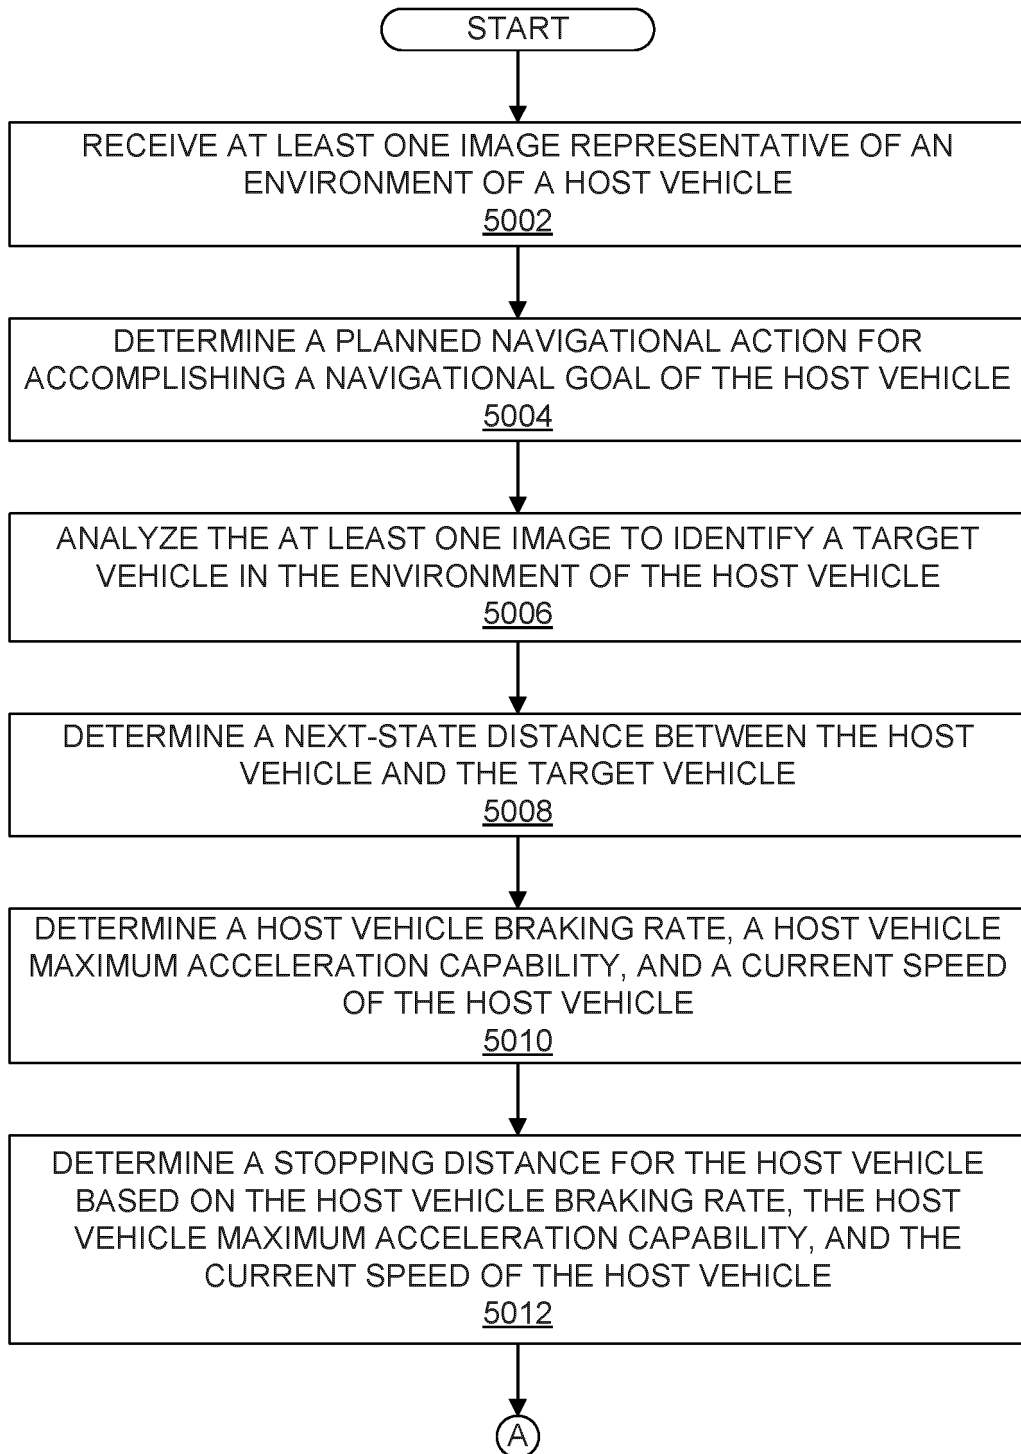 START
RECEIVE AT LEAST ONE IMAGE REPRESENTATIVE OF AN
ENVIRONMENT OF A HOST VEHICLE
5002
DETERMINE A PLANNED NAVIGATIONAL ACTION FOR
ACCOMPLISHING A NAVIGATIONAL GOAL OF THE HOST VEHICLE
5004
ANALYZE THE AT LEAST ONE IMAGE TO IDENTIFY A TARGET
VEHICLE IN THE ENVIRONMENT OF THE HOST VEHICLE
5006
DETERMINE A NEXT-STATE DISTANCE BETWEEN THE HOST
VEHICLE AND THE TARGET VEHICLE
5008
DETERMINE A HOST VEHICLE BRAKING RATE, A HOST VEHICLE
MAXIMUM ACCELERATION CAPABILITY, AND A CURRENT SPEED
OF THE HOST VEHICLE
5010
DETERMINE A STOPPING DISTANCE FOR THE HOST VEHICLE
BASED ON THE HOST VEHICLE BRAKING RATE, THE HOST
VEHICLE MAXIMUM ACCELERATION CAPABILITY, AND THE
CURRENT SPEED OF THE HOST VEHICLE
5012
A